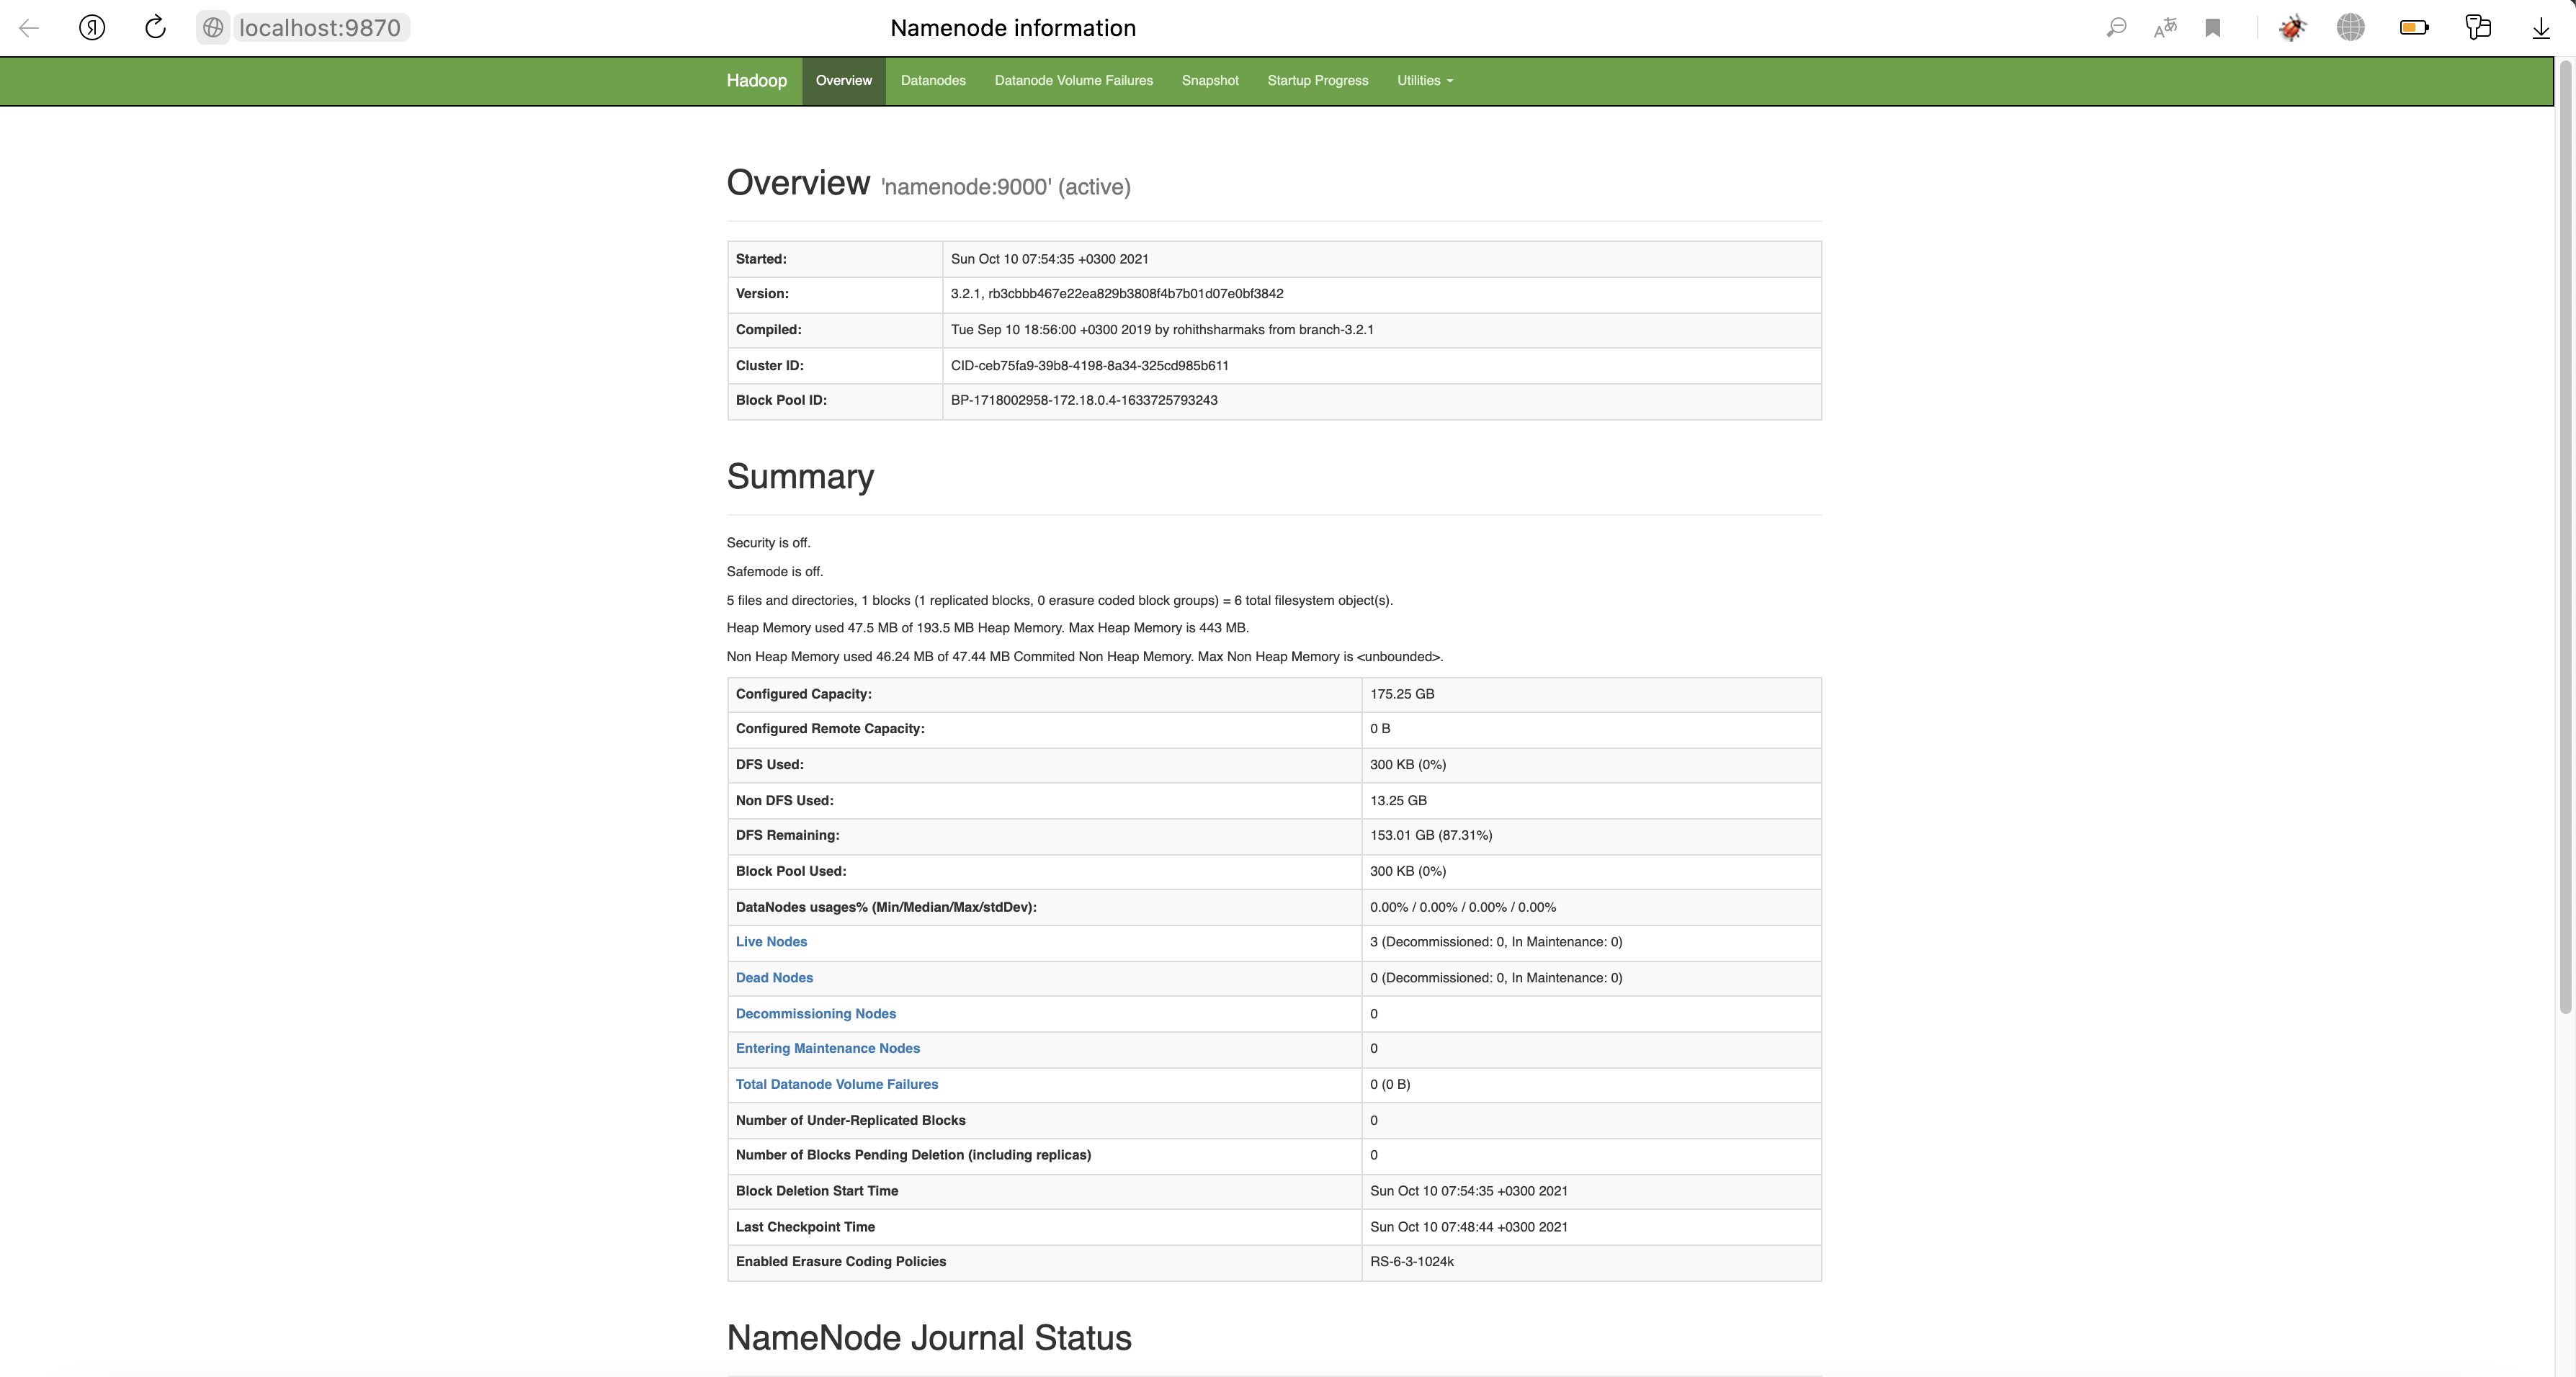 localhost:9870 Namenode information
Hadoop Overview Datanodes Datanode Volume Failures Snapshot Startup Progress Utilities
Overview 'namenode:9000' (active)
Started: Sun Oct 10 07:54:35 +0300 2021
Version: 3.2.1, rb3cbbb467e22ea829b3808f4b7b01d07e0bf3842
Compiled: Tue Sep 10 18:56:00 +0300 2019 by rohithsharmaks from branch-3.2.1
Cluster ID: CID-ceb75fa9-39b8-4198-8a34-325cd985b611
Block Pool ID: BP-1718002958-172.18.0.4-1633725793243
Summary
Security is off.
Safemode is off.
5 files and directories, 1 blocks (1 replicated blocks, 0 erasure coded block groups) = 6 total filesystem object(s).
Heap Memory used 47.5 MB of 193.5 MB Heap Memory. Max Heap Memory is 443 MB.
Non Heap Memory used 46.24 MB of 47.44 MB Commited Non Heap Memory. Max Non Heap Memory is <unbounded>.
Configured Capacity: 175.25 GB
Configured Remote Capacity: 0 B
DFS Used: 300 KB (0%)
Non DFS Used: 13.25 GB
DFS Remaining: 153.01 GB (87.31%)
Block Pool Used: 300 KB (0%)
DataNodes usages% (Min/Median/Max/stdDev): 0.00% / 0.00% / 0.00% / 0.00%
Live Nodes 3 (Decommissioned: 0, In Maintenance: 0)
Dead Nodes 0 (Decommissioned: 0, In Maintenance: 0)
Decommissioning Nodes 0
Entering Maintenance Nodes 0
Total Datanode Volume Failures 0 (0 B)
Number of Under-Replicated Blocks 0
Number of Blocks Pending Deletion (including replicas) 0
Block Deletion Start Time Sun Oct 10 07:54:35 +0300 2021
Last Checkpoint Time Sun Oct 10 07:48:44 +0300 2021
Enabled Erasure Coding Policies RS-6-3-1024k
NameNode Journal Status